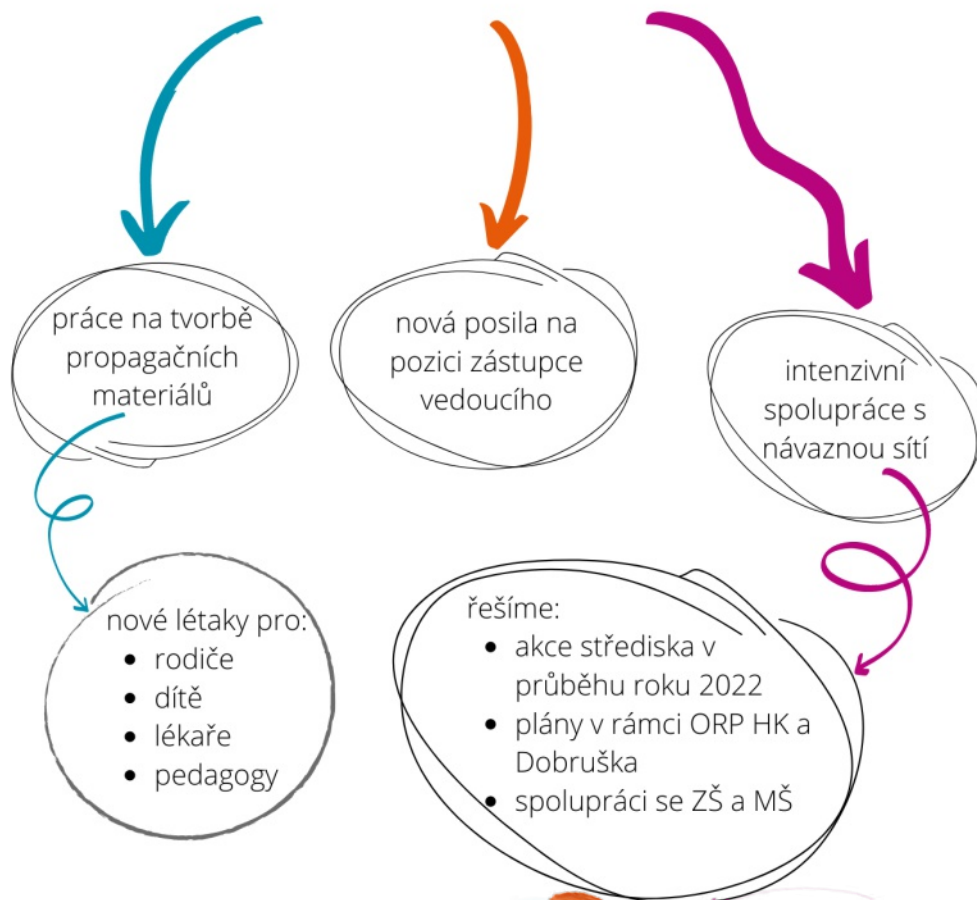 práce na tvorbě
propagačních
materiálů
nová posila na
pozici zástupce
vedoucího
intenzivní
spolupráce s
návaznou sítí
nové létaky pro:
• rodiče
• dítě
• lékaře
• pedagogy
řešíme:
• akce střediska v
průběhu roku 2022
• plány v rámci ORP HK a
Dobruška
• spolupráci se ZŠ a MŠ